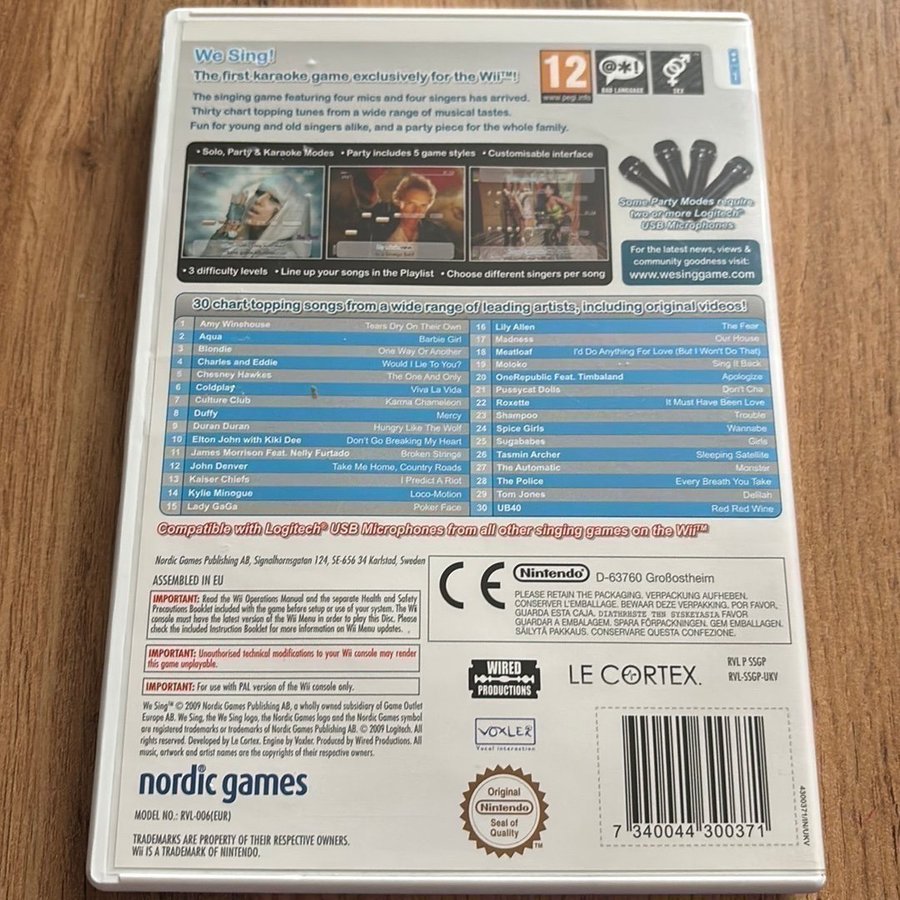 We Sing!
The first karaoke game exclusively for the Wii™!
The singing game featuring four mics and four singers has arrived.
Thirty chart topping tunes from a wide range of musical tastes.
Fun for young and old singers alike, and a party piece for the whole family.
12
www.pegi.info
@*!
BAD LANGUAGE
SEX
• Solo, Party & Karaoke Modes • Party includes 5 game styles • Customisable interface
• 3 difficulty levels • Line up your songs in the Playlist • Choose different singers per song
Some Party Modes require
two or more Logitech®
USB Microphones
For the latest news, views &
community goodness visit:
www.wesinggame.com
30 chart-topping songs from a wide range of leading artists, including original videos!
1 Amy Winehouse Tears Dry On Their Own
2 Aqua Barbie Girl
3 Blondie One Way Or Another
4 Charles and Eddie Would I Lie To You?
5 Chesney Hawkes The One And Only
6 Coldplay Viva La Vida
7 Culture Club Karma Chameleon
8 Duffy Mercy
9 Duran Duran Hungry Like The Wolf
10 Elton John with Kiki Dee Don't Go Breaking My Heart
11 James Morrison Feat. Nelly Furtado Broken Strings
12 John Denver Take Me Home, Country Roads
13 Kaiser Chiefs I Predict A Riot
14 Kylie Minogue Loco-Motion
15 Lady GaGa Poker Face
16 Lily Allen The Fear
17 Madness Our House
18 Meatloaf I'd Do Anything For Love (But I Won't Do That)
19 Moloko Sing It Back
20 OneRepublic Feat. Timbaland Apologize
21 Pussycat Dolls Don't Cha
22 Roxette It Must Have Been Love
23 Shampoo Trouble
24 Spice Girls Wannabe
25 Sugababes Girls
26 Tasmin Archer Sleeping Satellite
27 The Automatic Monster
28 The Police Every Breath You Take
29 Tom Jones Delilah
30 UB40 Red Red Wine
Compatible with Logitech® USB Microphones from all other singing games on the Wii™
Nordic Games Publishing AB, Signalhornsgatan 124, SE-656 34 Karlstad, Sweden
ASSEMBLED IN EU
IMPORTANT: Read the Wii Operations Manual and the separate Health and Safety
Precautions Booklet included with the game before setup or use of your system. The Wii
console must have the latest version of the Wii Menu in order to play this Disc. Please
check the included Instruction Booklet for more information on Wii Menu updates.
IMPORTANT: Unauthorised technical modifications to your Wii console may render
this game unplayable.
IMPORTANT: For use with PAL version of the Wii console only.
We Sing™ © 2009 Nordic Games Publishing AB, a wholly owned subsidiary of Game Outlet
Europe AB. We Sing, the We Sing logo, the Nordic Games logo and the Nordic Games symbol
are registered trademarks or trademarks of Nordic Games Publishing AB. © 2009 Logitech. All
rights reserved. Developed by Le Cortex. Engine by Voxler. Produced by Wired Productions. All
music, artwork and artist names are the copyrights of their respective owners.
nordic® games
MODEL NO.: RVL-006(EUR)
TRADEMARKS ARE PROPERTY OF THEIR RESPECTIVE OWNERS.
Wii IS A TRADEMARK OF NINTENDO.
CE
Nintendo® D-63760 Großostheim
PLEASE RETAIN THE PACKAGING. VERPACKUNG AUFHEBEN.
CONSERVER L'EMBALLAGE. BEWAAR DEZE VERPAKKING. POR FAVOR,
GUARDA ESTA CAJA. DIATHRESTE TEN SYSKEYASIA FAVOR
GUARDAR A EMBALAGEM. SPARA FÖRPACKNINGEN. GEM EMBALLAGEN.
SÄILYTÄ PAKKAUS. CONSERVARE QUESTA CONFEZIONE.
WIRED
PRODUCTIONS
LE CORTEX.
RVL P SSGP
RVL-SSGP-UKV
VOXLER
Vocal interaction
Original
Nintendo
Seal of
Quality
TM
7 340044 300371
4300371/IN/UKV